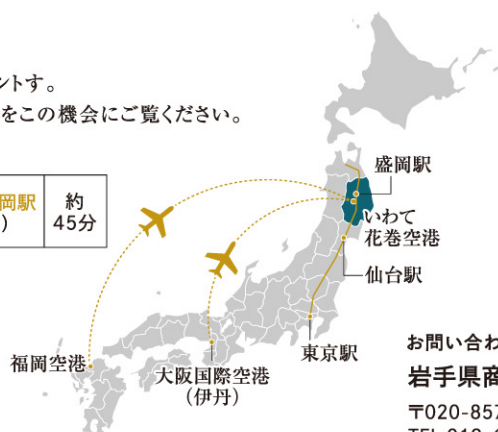 ントす。
をこの機会にご覧ください。
岡駅
)
約
45分
盛岡駅
いわて
花巻空港
仙台駅
東京駅
福岡空港
大阪国際空港
(伊丹)
お問い合わ
岩手県商
〒020-857